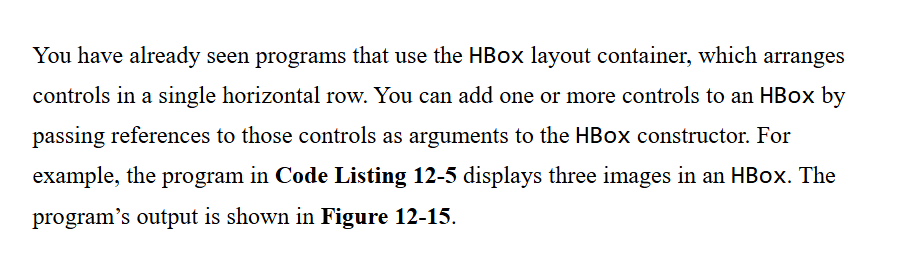 You have already seen programs that use the HBox layout container, which arranges
controls in a single horizontal row. You can add one or more controls to an HBox by
passing references to those controls as arguments to the HBox constructor. For
example, the program in Code Listing 12-5 displays three images in an HBox. The
program’s output is shown in Figure 12-15.